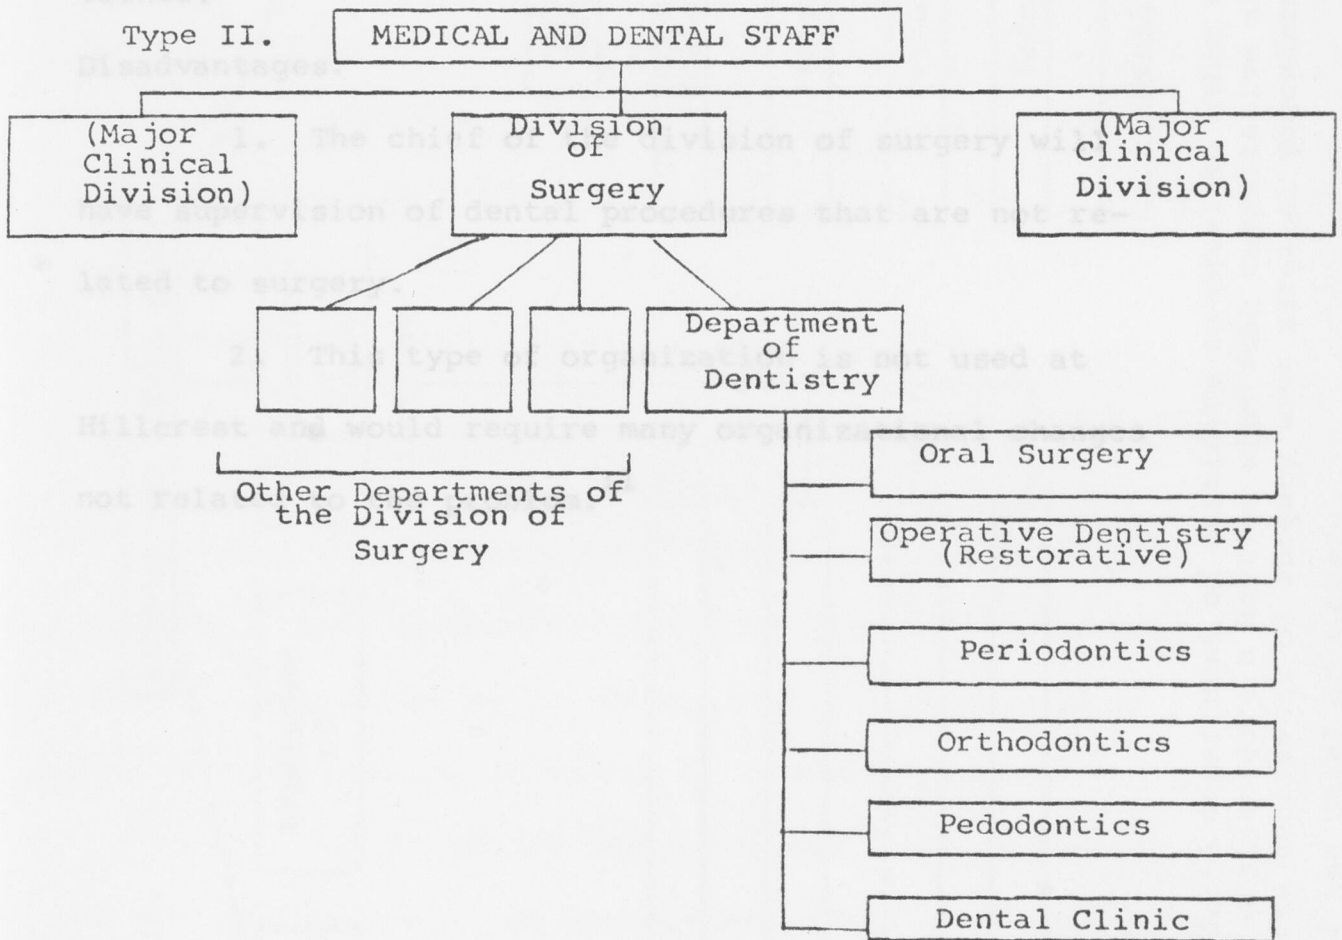 Type II. MEDICAL AND DENTAL STAFF
Disadvantages:
(Major
Clinical
Division)
Division
of
Surgery
(Major
Clinical
Division)
1. The chief of the division of surgery will
have supervision of dental procedures that are not re-
lated to surgery.
Department
of
Dentistry
2. This type of organization is not used at
Hillcrest and would require many organizational changes
not related to the problem.
Other Departments of
the Division of
Surgery
Oral Surgery
Operative Dentistry
(Restorative)
Periodontics
Orthodontics
Pedodontics
Dental Clinic